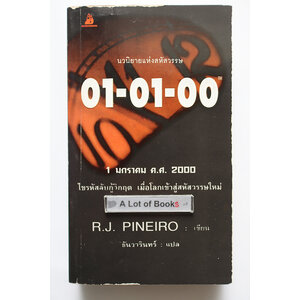 นวนิยายแห่งสหัสวรรษ
01-01-00
1 มกราคม ค.ศ. 2000
ไขรหัสลับกู้วิกฤต เมื่อโลกเข้าสู่สหัสวรรษใหม่
A Lot of Books
R.J. PINEIRO : เขียน
ธันวารินทร์ : แปล